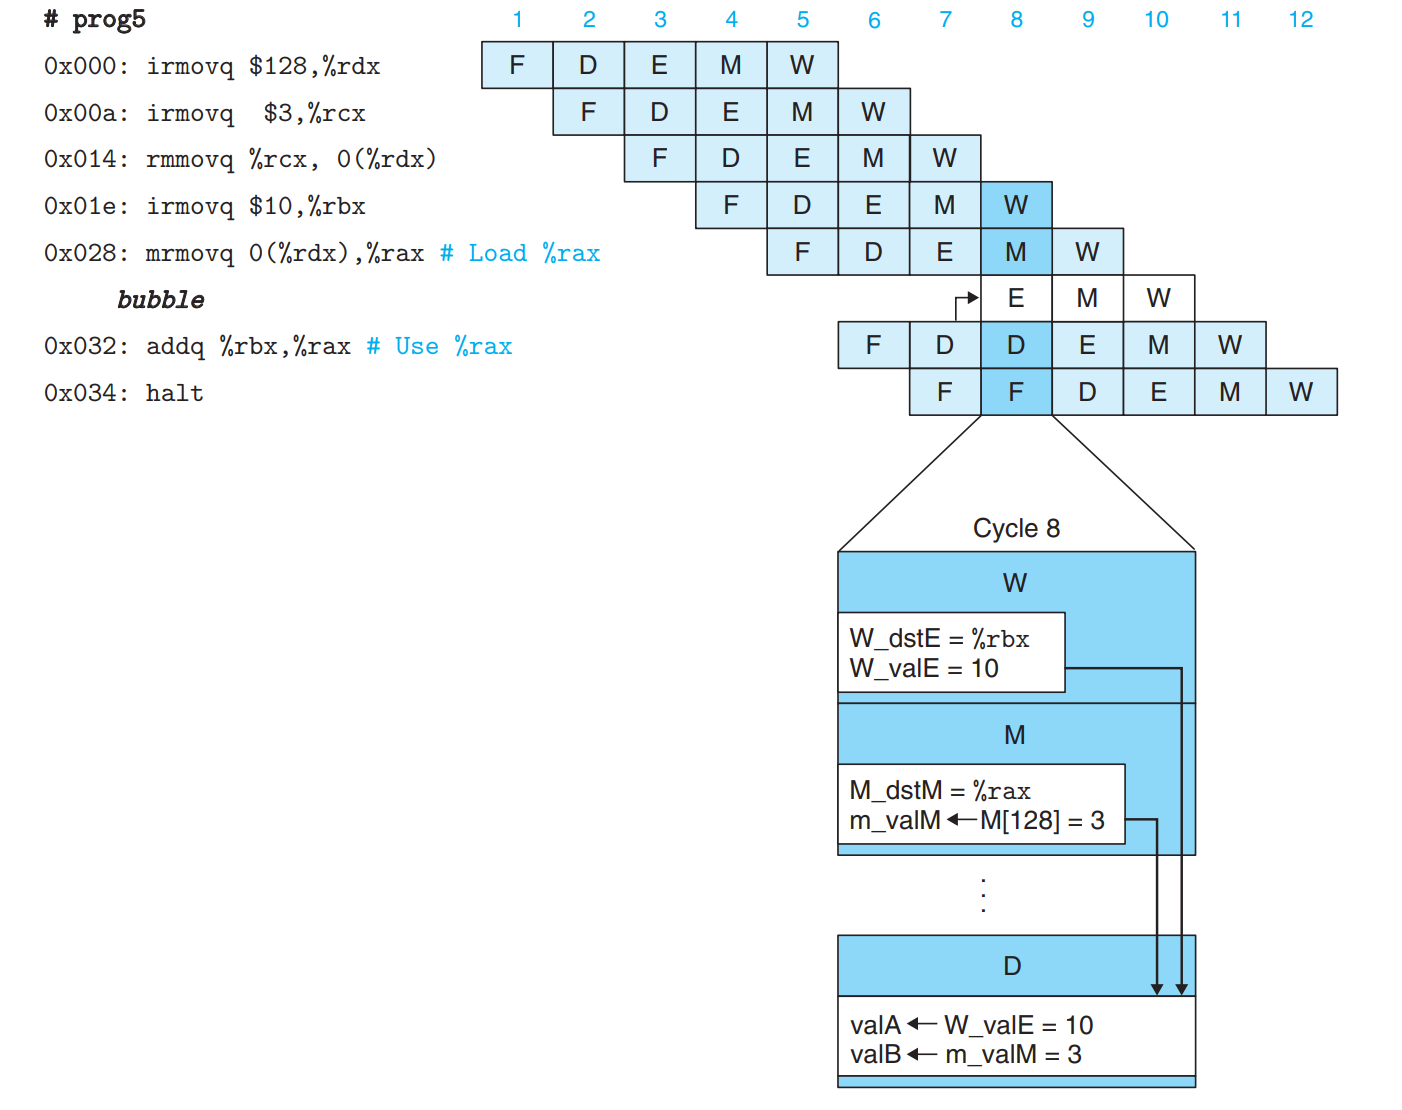 # prog5 1 2 3 4 5 6 7 8 9 10 11 12
0x000: irmovq $128,%rdx F D E M W
0x00a: irmovq  $3,%rcx F D E M W
0x014: rmmovq %rcx, 0(%rdx) F D E M W
0x01e: irmovq $10,%rbx F D E M W
0x028: mrmovq 0(%rdx),%rax # Load %rax F D E M W
bubble E M W
0x032: addq %rbx,%rax # Use %rax F D D E M W
0x034: halt F F D E M W
Cycle 8
W
W_dstE = %rbx
W_valE = 10
M
M_dstM = %rax
m_valM ← M[128] = 3
⋮
D
valA ← W_valE = 10
valB ← m_valM = 3